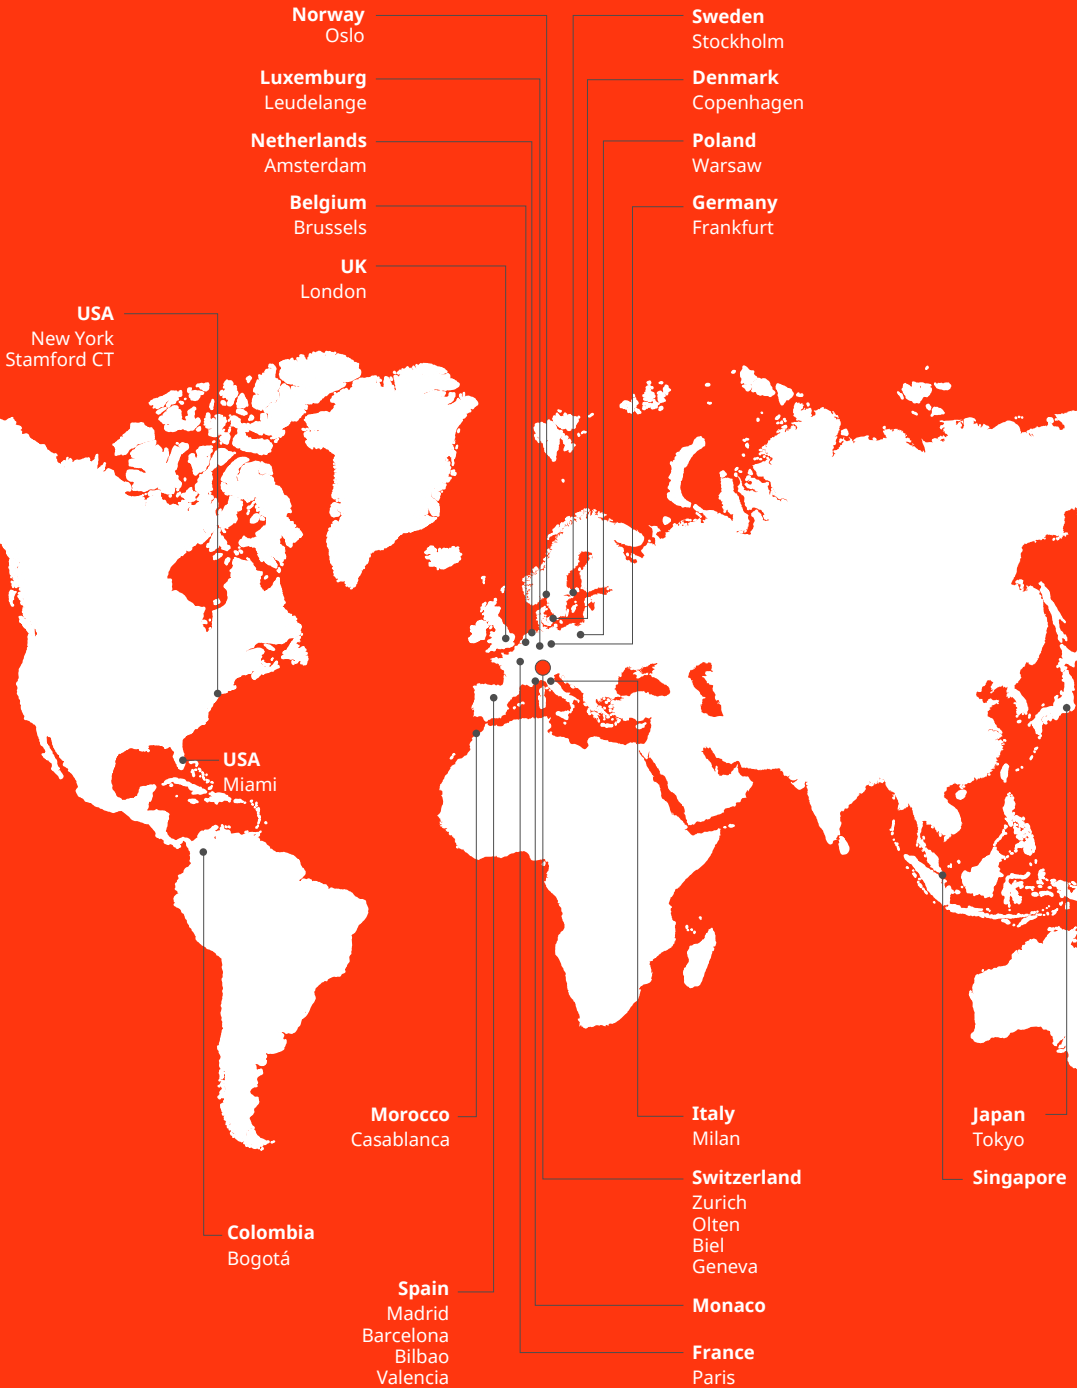 Norway
Oslo
Luxemburg
Leudelange
Netherlands
Amsterdam
Belgium
Brussels
UK
London
USA
New York
Stamford CT
Sweden
Stockholm
Denmark
Copenhagen
Poland
Warsaw
Germany
Frankfurt
USA
Miami
Morocco
Casablanca
Colombia
Bogotá
Spain
Madrid
Barcelona
Bilbao
Valencia
Italy
Milan
Switzerland
Zurich
Olten
Biel
Geneva
Monaco
France
Paris
Japan
Tokyo
Singapore